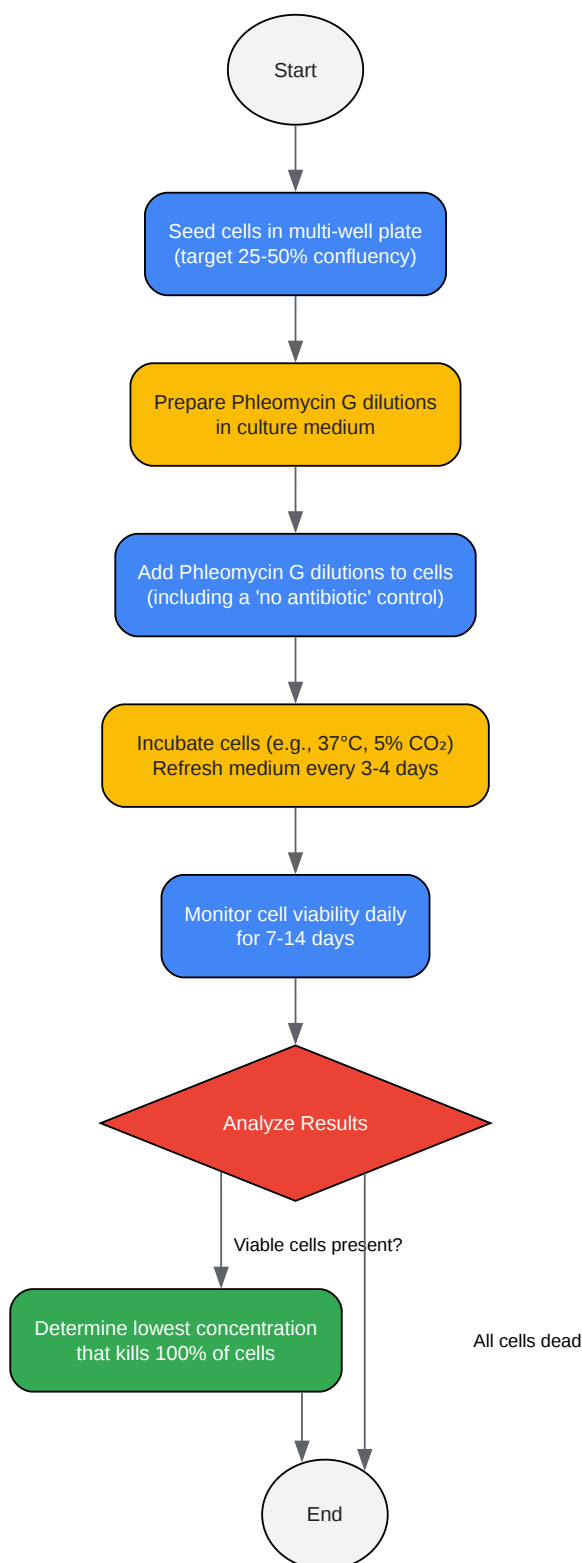 Start
Seed cells in multi-well plate
(target 25-50% confluency)
Prepare Phleomycin G dilutions
in culture medium
Add Phleomycin G dilutions to cells
(including a 'no antibiotic' control)
Incubate cells (e.g., 37°C, 5% CO₂)
Refresh medium every 3-4 days
Monitor cell viability daily
for 7-14 days
Analyze Results
Viable cells present?
Determine lowest concentration
that kills 100% of cells
All cells dead
End